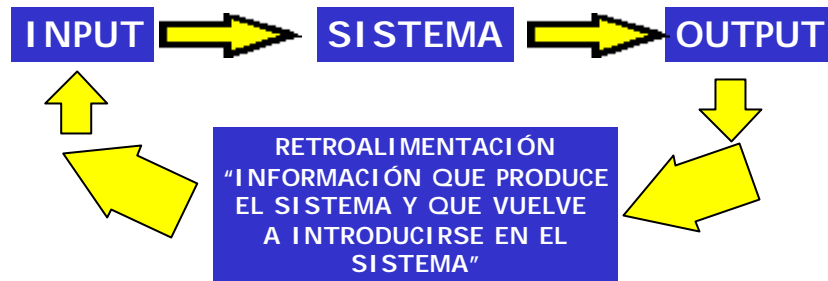 INPUT
SISTEMA
OUTPUT
RETROALIMENTACIÓN
“INFORMACIÓN QUE PRODUCE
EL SISTEMA Y QUE VUELVE
A INTRODUCIRSE EN EL
SISTEMA”